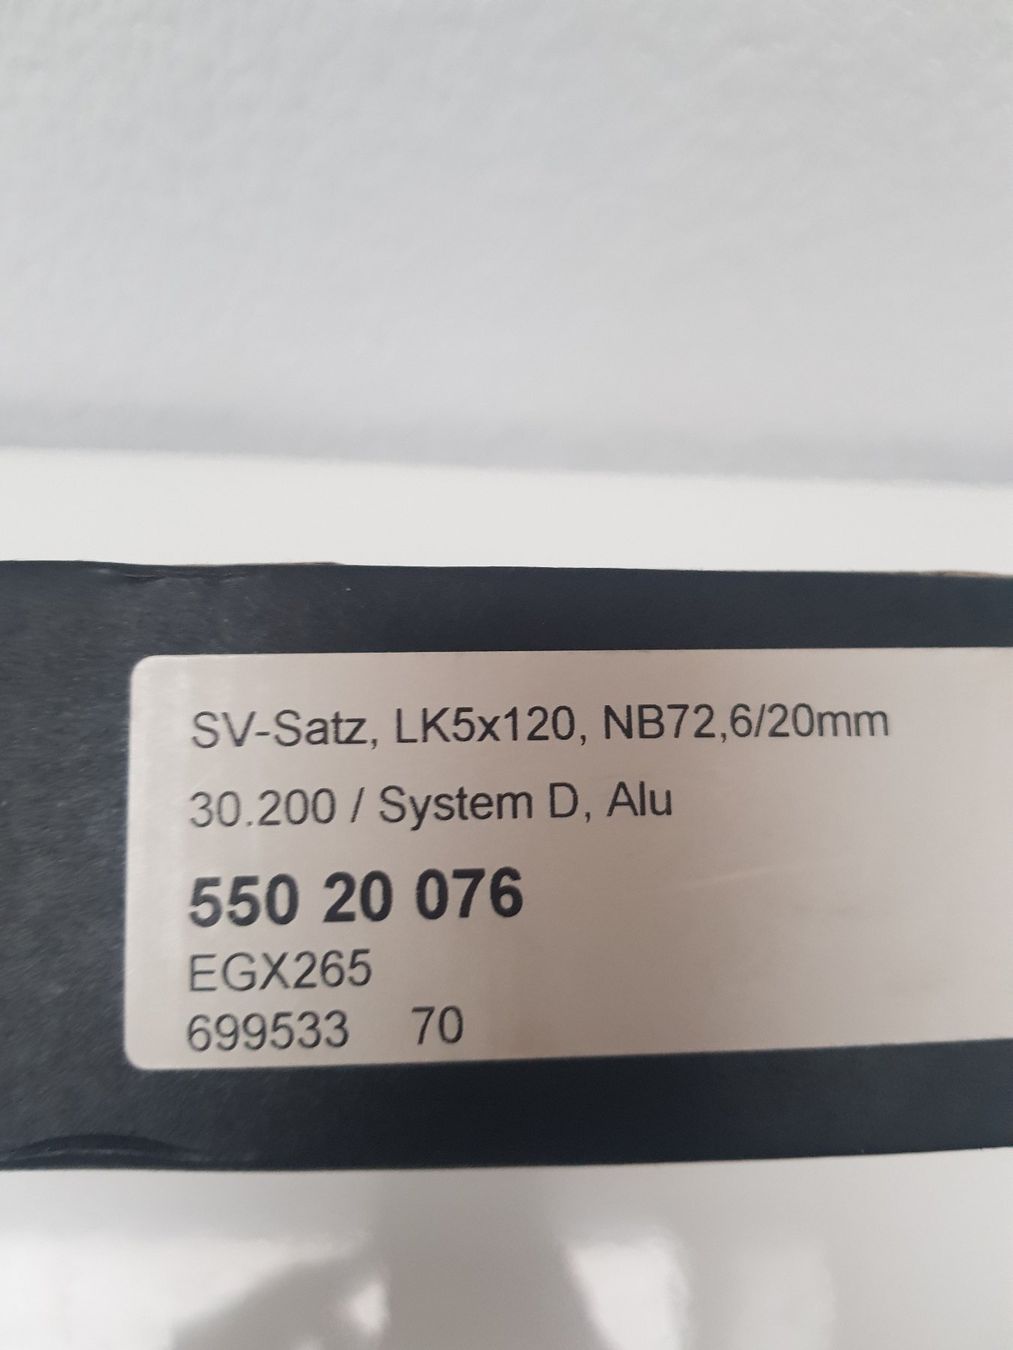 SV-Satz, LK5x120, NB72,6/20mm
30.200 / System D, Alu
550 20 076
EGX265
699533 70